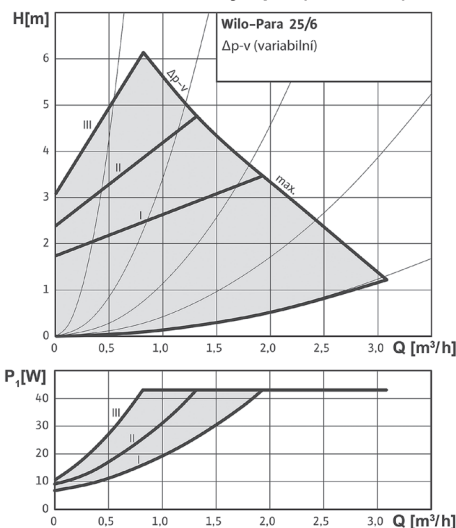 H[m]
Wilo-Para 25/6
Δp-v (variabilní)
6
Δp-v
5
III
4
II
max.
3
I
2
1
0
0
0,5
1,0
1,5
2,0
2,5
3,0
Q [m³/h]
P₁[W]
40
III
30
II
20
I
10
0
0
0,5
1,0
1,5
2,0
2,5
3,0
Q [m³/h]